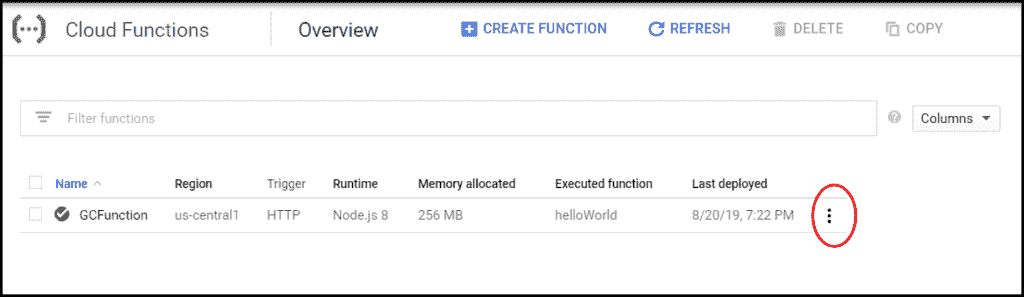 Cloud Functions Overview CREATE FUNCTION REFRESH DELETE COPY
Filter functions Columns
Name Region Trigger Runtime Memory allocated Executed function Last deployed
GCFunction us-central1 HTTP Node.js 8 256 MB helloWorld 8/20/19, 7:22 PM